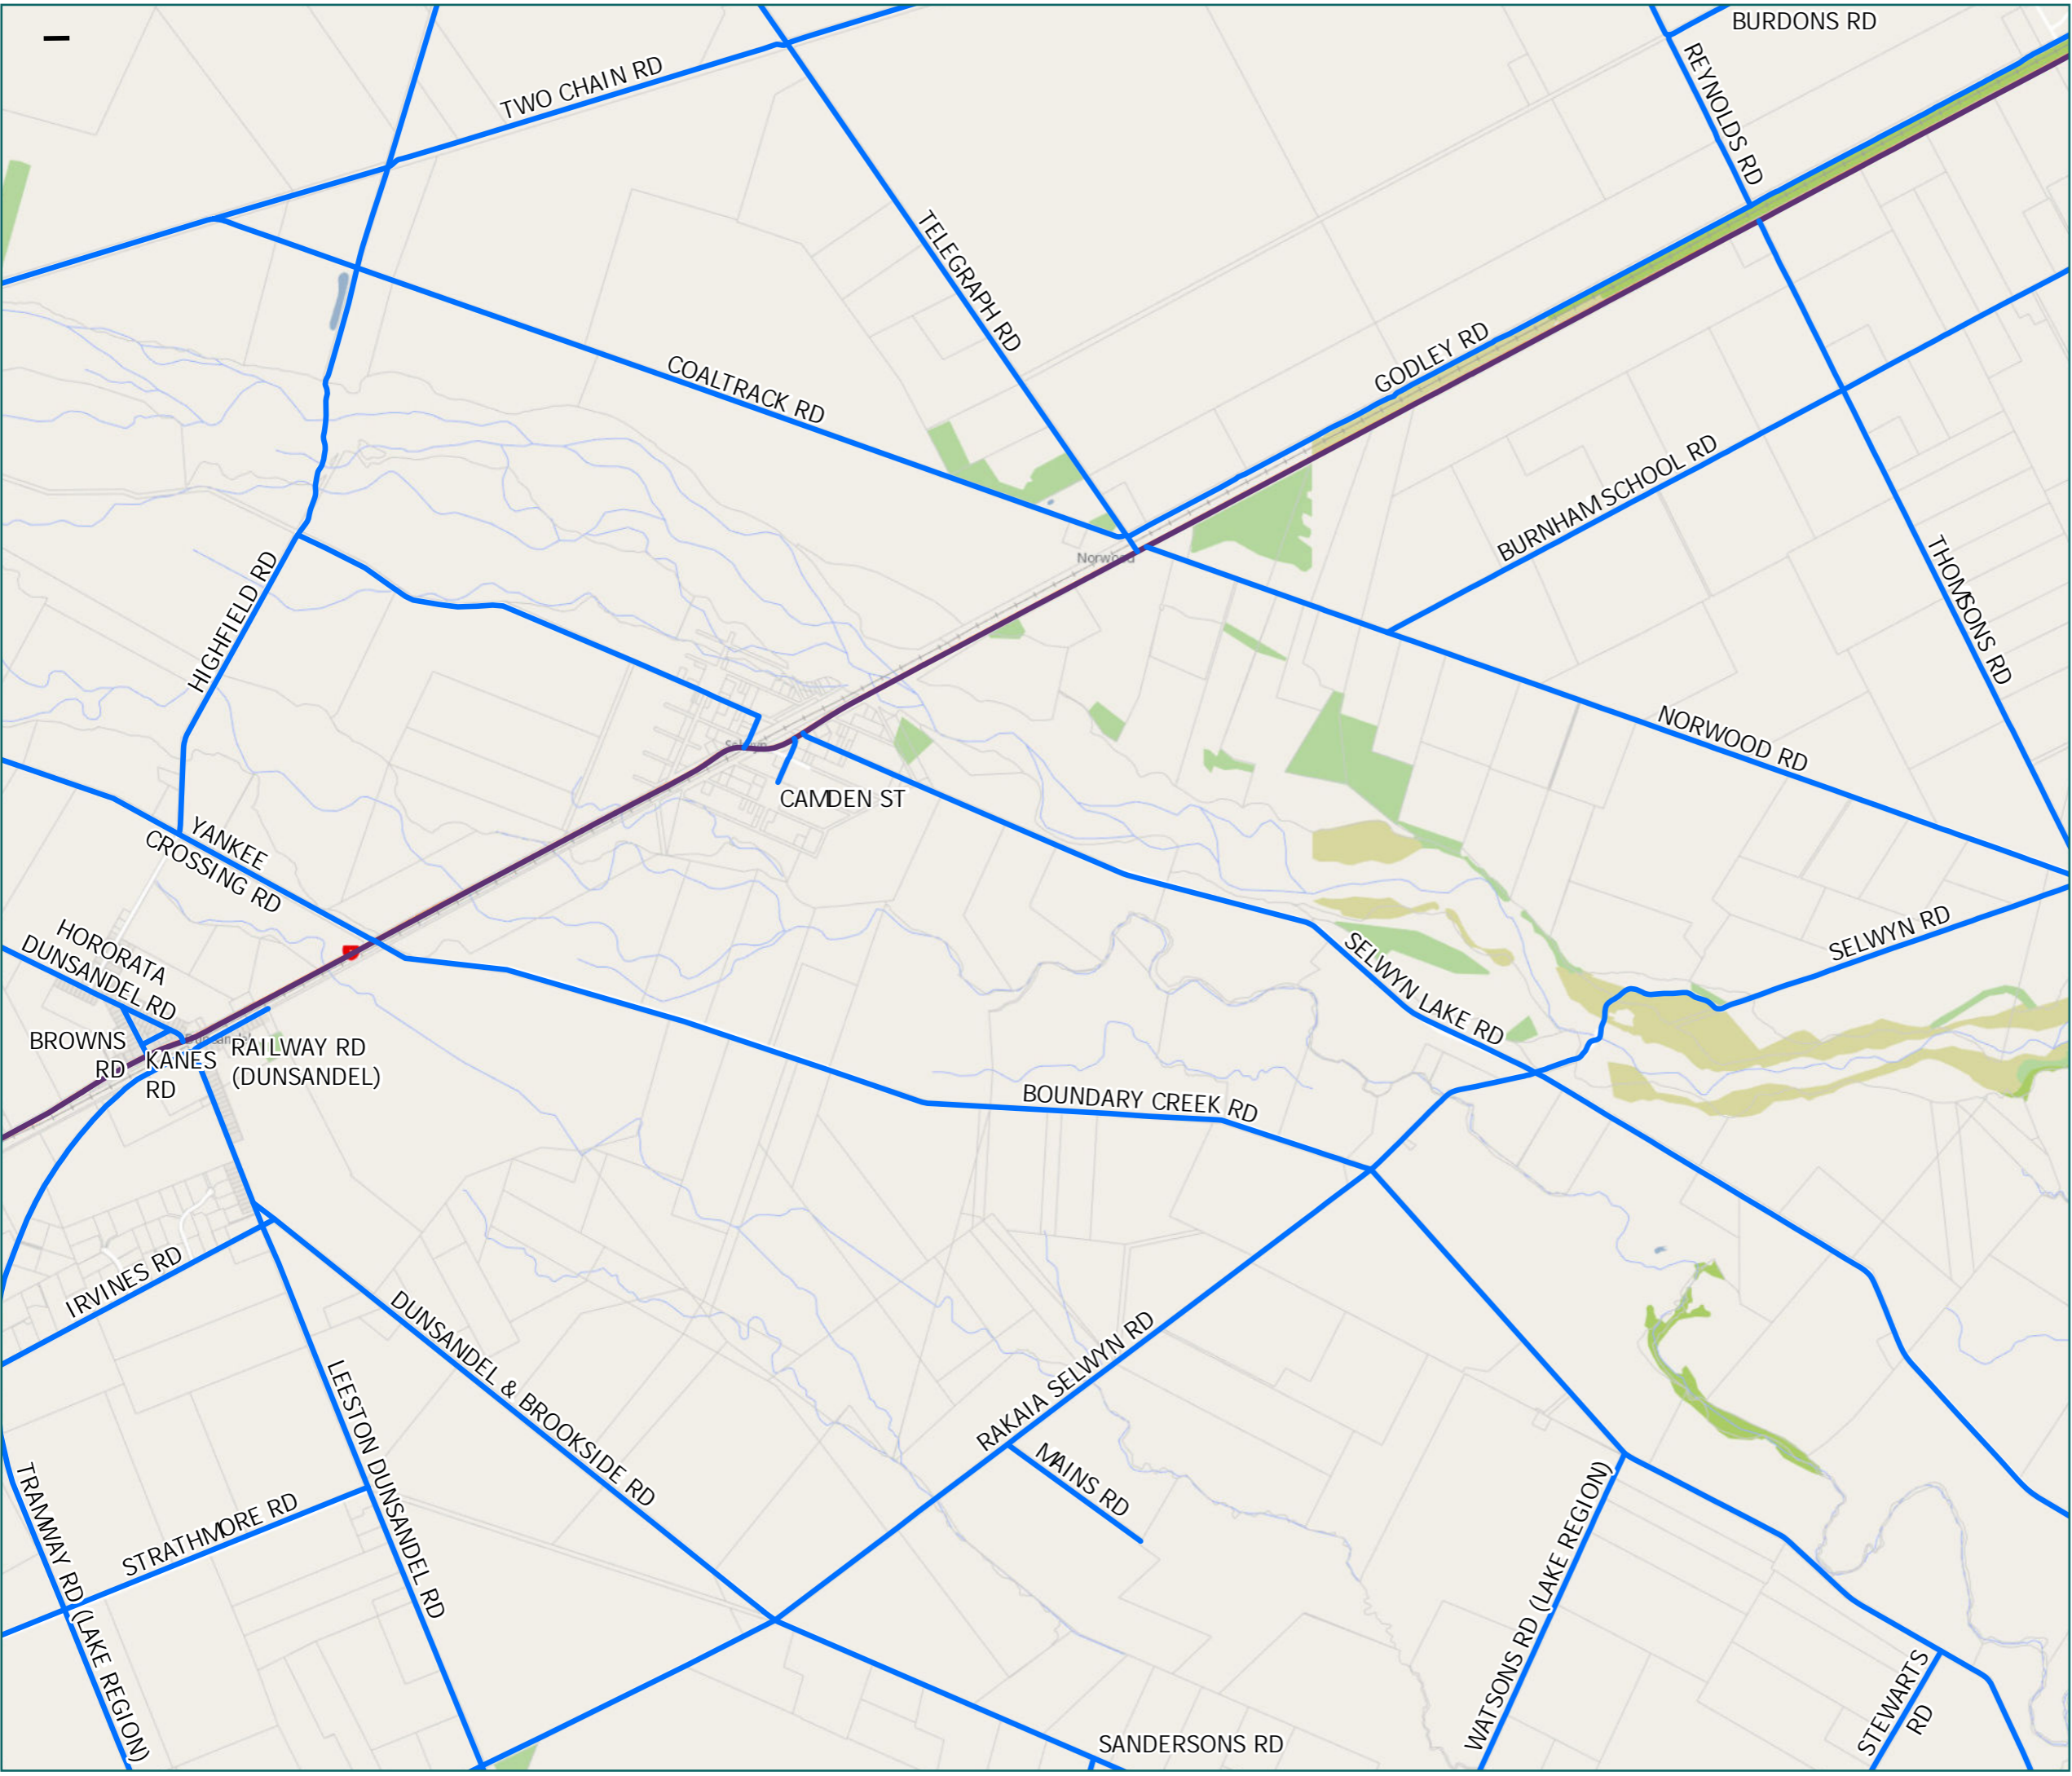 BURDONS RD
REYNOLDS RD
TWO CHAIN RD
TELEGRAPH RD
GODLEY RD
COALTRACK RD
BURNHAM SCHOOL RD
Norwood
THOMSONS RD
HIGHFIELD RD
NORWOOD RD
Selwyn
CAMDEN ST
YANKEE
CROSSING RD
HORORATA
DUNSANDEL RD
SELWYN RD
SELWYN LAKE RD
BROWNS
RD
KANES
RD
RAILWAY RD
(DUNSANDEL)
BOUNDARY CREEK RD
IRVINES RD
DUNSANDEL & BROOKSIDE RD
RAKAIA SELWYN RD
LEESTON DUNSANDEL RD
MAINS RD
TRAMWAY RD (LAKE REGION)
STRATHMORE RD
WATSONS RD (LAKE REGION)
STEWARTS
RD
SANDERSONS RD